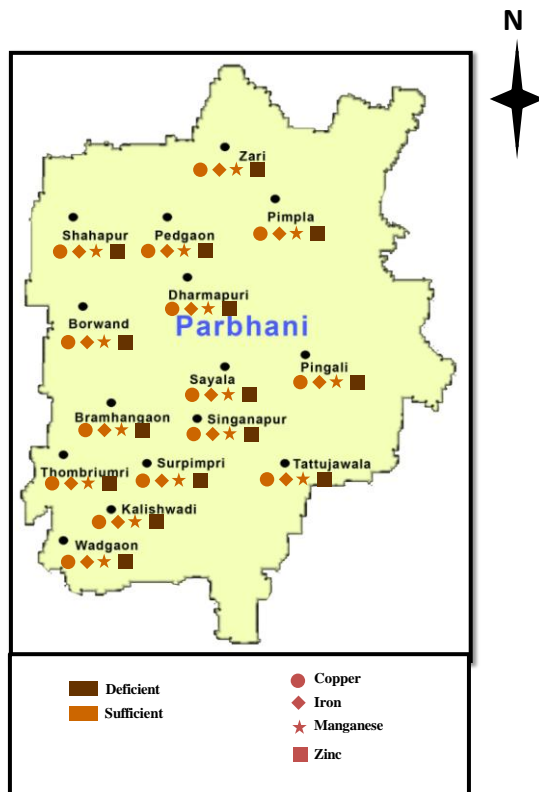 N
Zari
Pimpla
Shahapur
Pedgaon
Dharmapuri
Borwand
Parbhani
Pingali
Sayala
Bramhangaon
Singanapur
Thombriumri
Surpimpri
Tattujawala
Kalishwadi
Wadgaon
Deficient
Sufficient
Copper
Iron
Manganese
Zinc